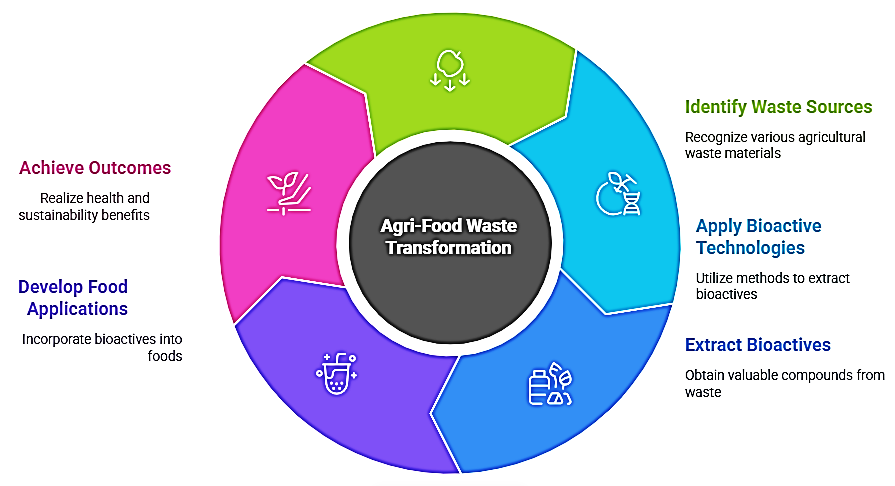 Agri-Food Waste
Transformation
Identify Waste Sources
Recognize various agricultural
waste materials
Apply Bioactive
Technologies
Utilize methods to extract
bioactives
Extract Bioactives
Obtain valuable compounds from
waste
Develop Food
Applications
Incorporate bioactives into
foods
Achieve Outcomes
Realize health and
sustainability benefits